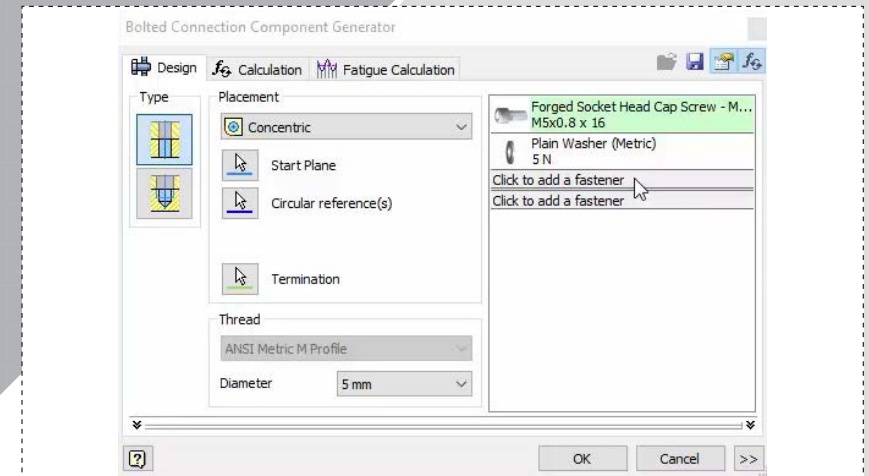 Bolted Connection Component Generator
Design
Calculation
Fatigue Calculation
Type
Placement
Concentric
Start Plane
Circular reference(s)
Termination
Thread
ANSI Metric M Profile
Diameter
5 mm
Forged Socket Head Cap Screw - M...
M5x0.8 x 16
Plain Washer (Metric)
5 N
Click to add a fastener
Click to add a fastener
OK
Cancel
>>